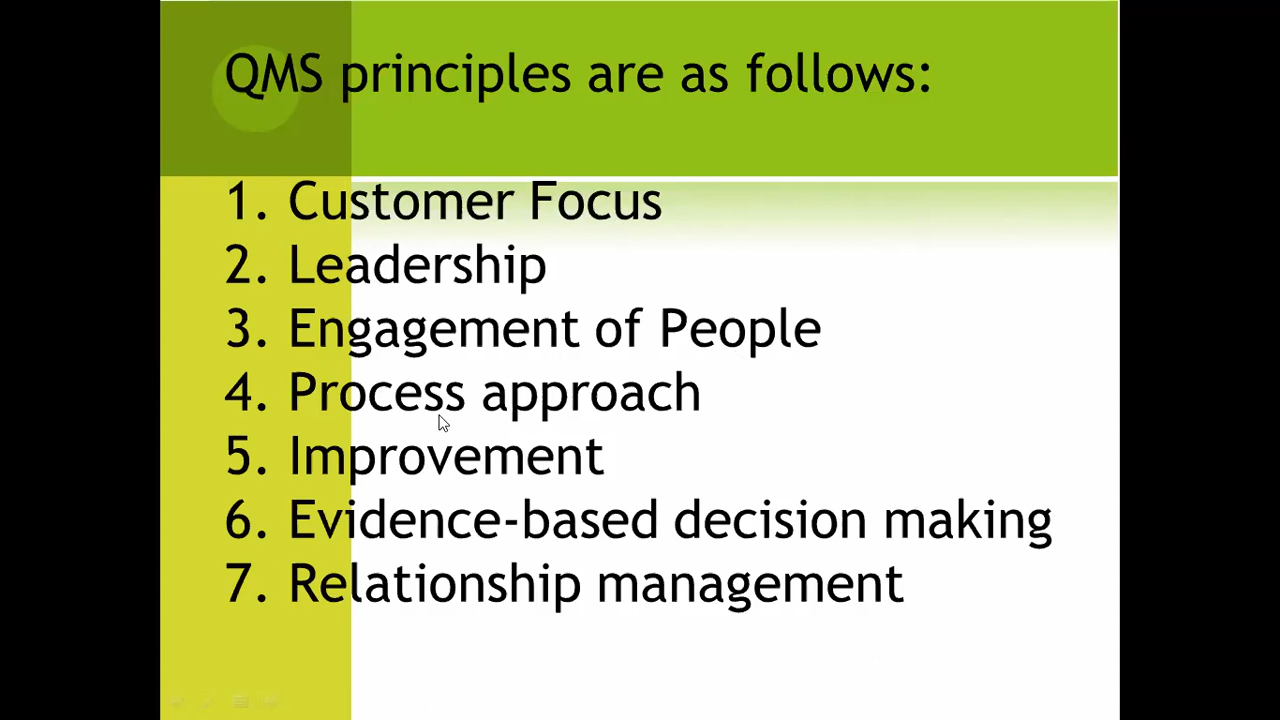 QMS principles are as follows:
1. Customer Focus
2. Leadership
3. Engagement of People
4. Process approach
5. Improvement
6. Evidence-based decision making
7. Relationship management